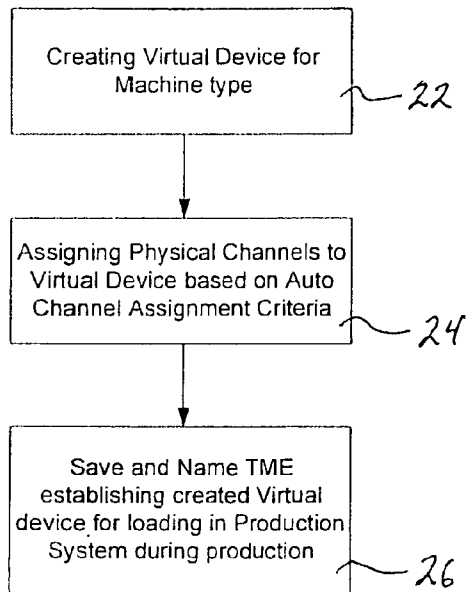 Creating Virtual Device for
Machine type
22
Assigning Physical Channels to
Virtual Device based on Auto
Channel Assignment Criteria
24
Save and Name TME
establishing created Virtual
device for loading in Production
System during production
26